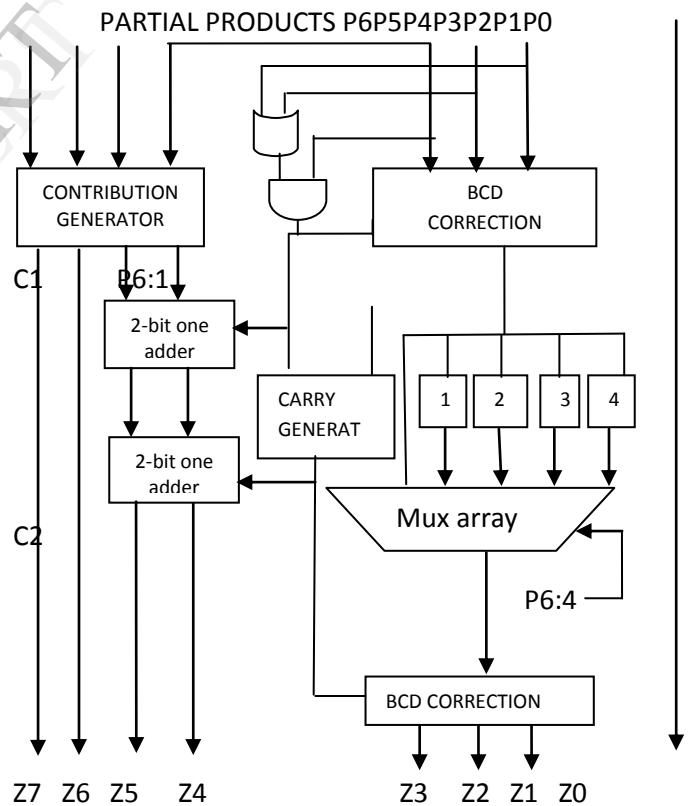 PARTIAL PRODUCTS P6P5P4P3P2P1P0
CONTRIBUTION
GENERATOR
BCD
CORRECTION
C1
P6:1
2-bit one
adder
CARRY
GENERAT
1 2 3 4
2-bit one
adder
Mux array
C2
P6:4
BCD CORRECTION
Z7 Z6 Z5 Z4 Z3 Z2 Z1 Z0